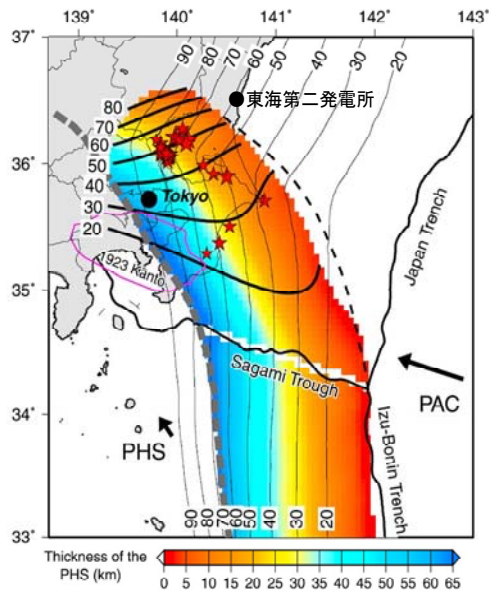 139° 140° 141° 142° 143°
37°
36°
35°
34°
33°
90
80
70
60
50
40
30
20
80
70
60
50
40
30
20
東海第二発電所
Tokyo
1923 Kanto
Japan Trench
Sagami Trough
PAC
PHS
Izu-Bonin Trench
90
80
70
60
50
40
30
20
Thickness of the
PHS (km)
0 5 10 15 20 25 30 35 40 45 50 55 60 65